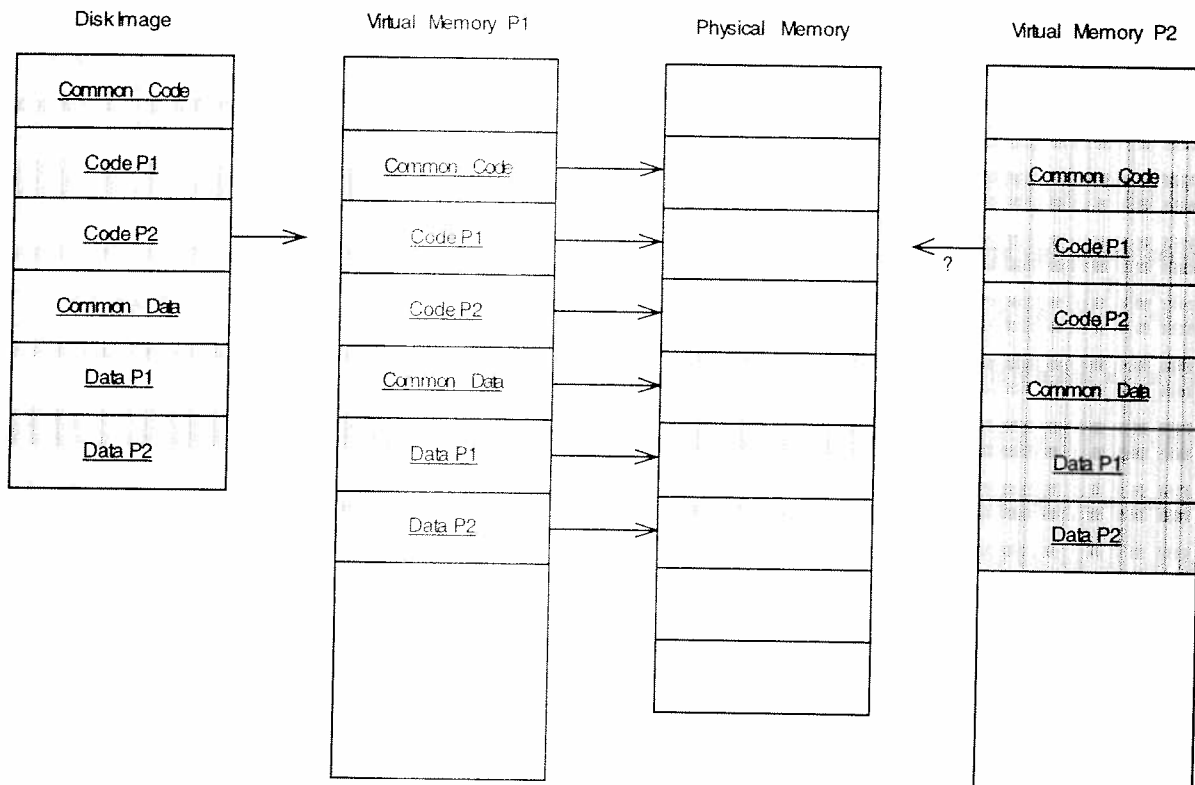 Disk Image
Common Code
Code P1
Code P2
Common Data
Data P1
Data P2
Virtual Memory P1
Common Code
Code P1
Code P2
Common Data
Data P1
Data P2
Physical Memory
?
Virtual Memory P2
Common Code
Code P1
Code P2
Common Data
Data P1
Data P2